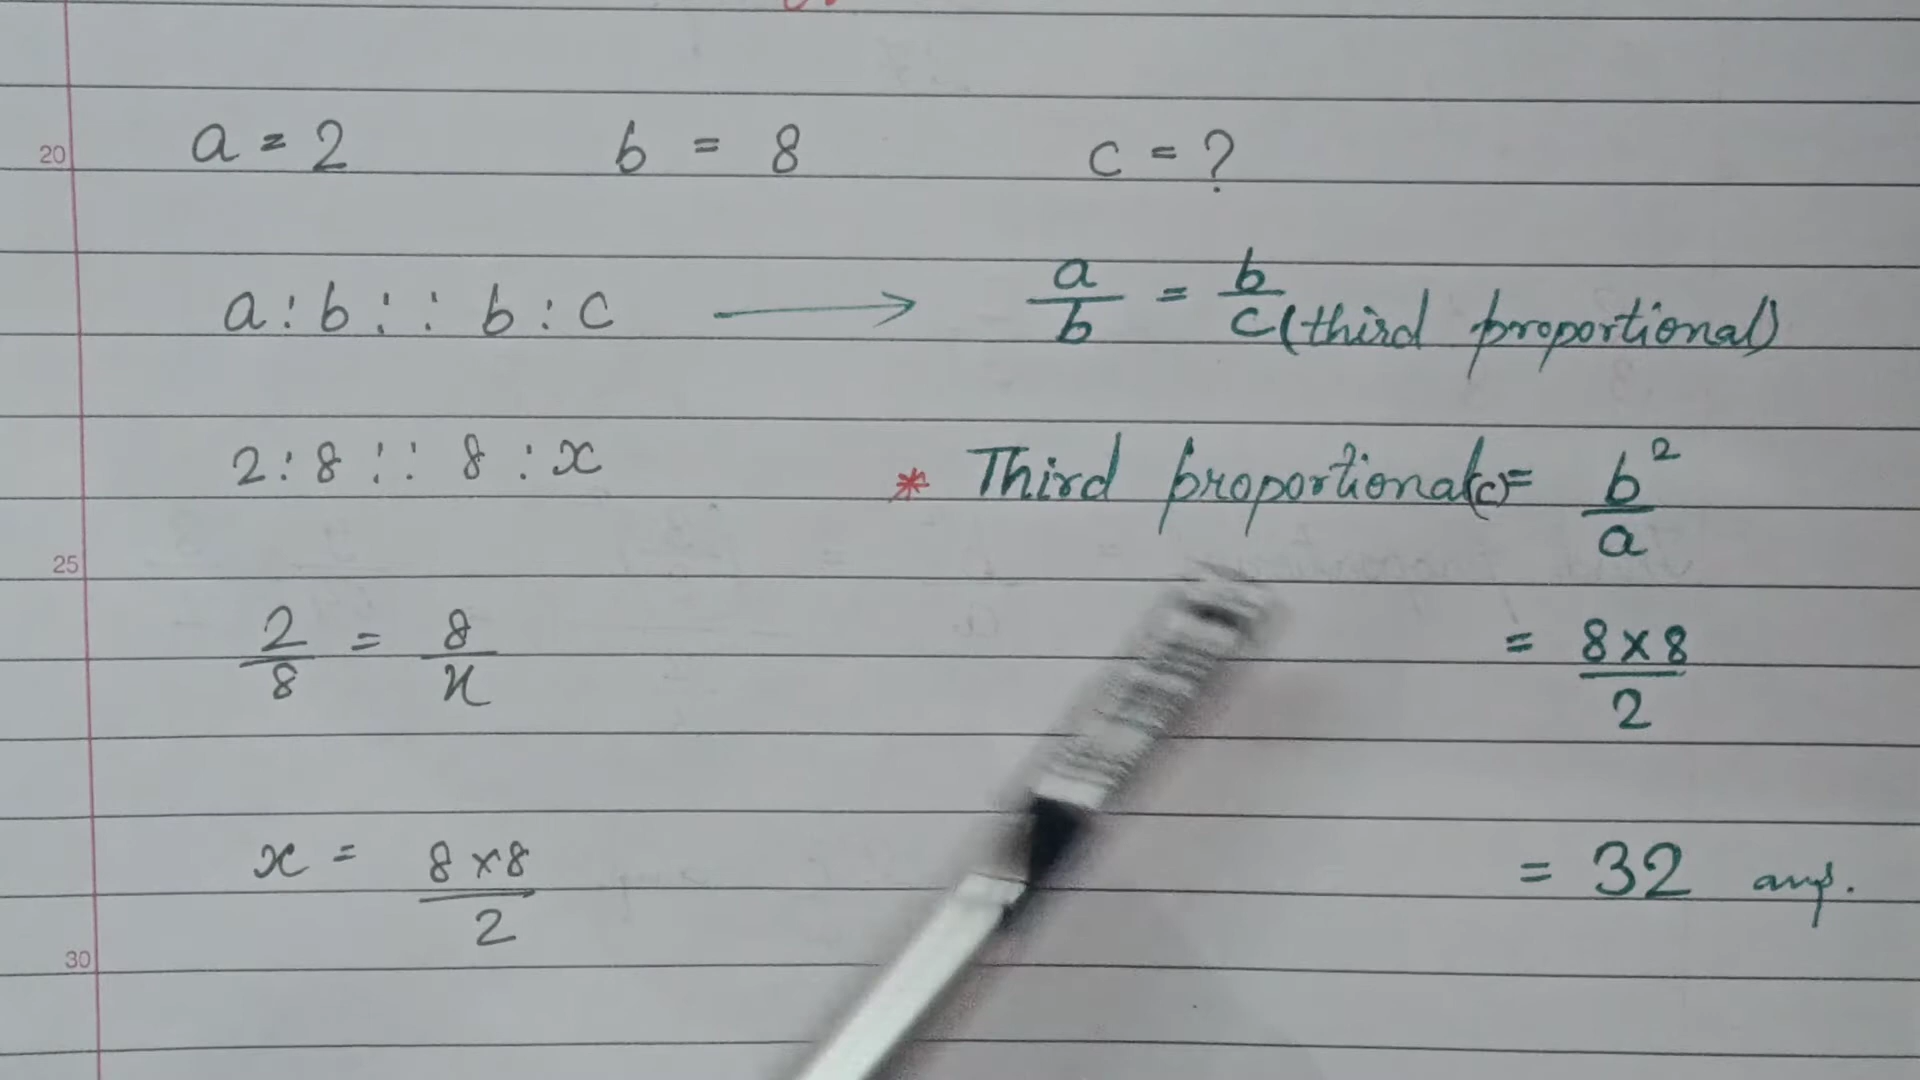 20
a = 2 b = 8 c = ?
a : b :: b : c ⟶ a/b = b/c (third proportional)
2 : 8 :: 8 : x * Third proportional(c) = b²/a
25
2/8 = 8/x = 8×8/2
x = 8×8/2 = 32 ans.
30